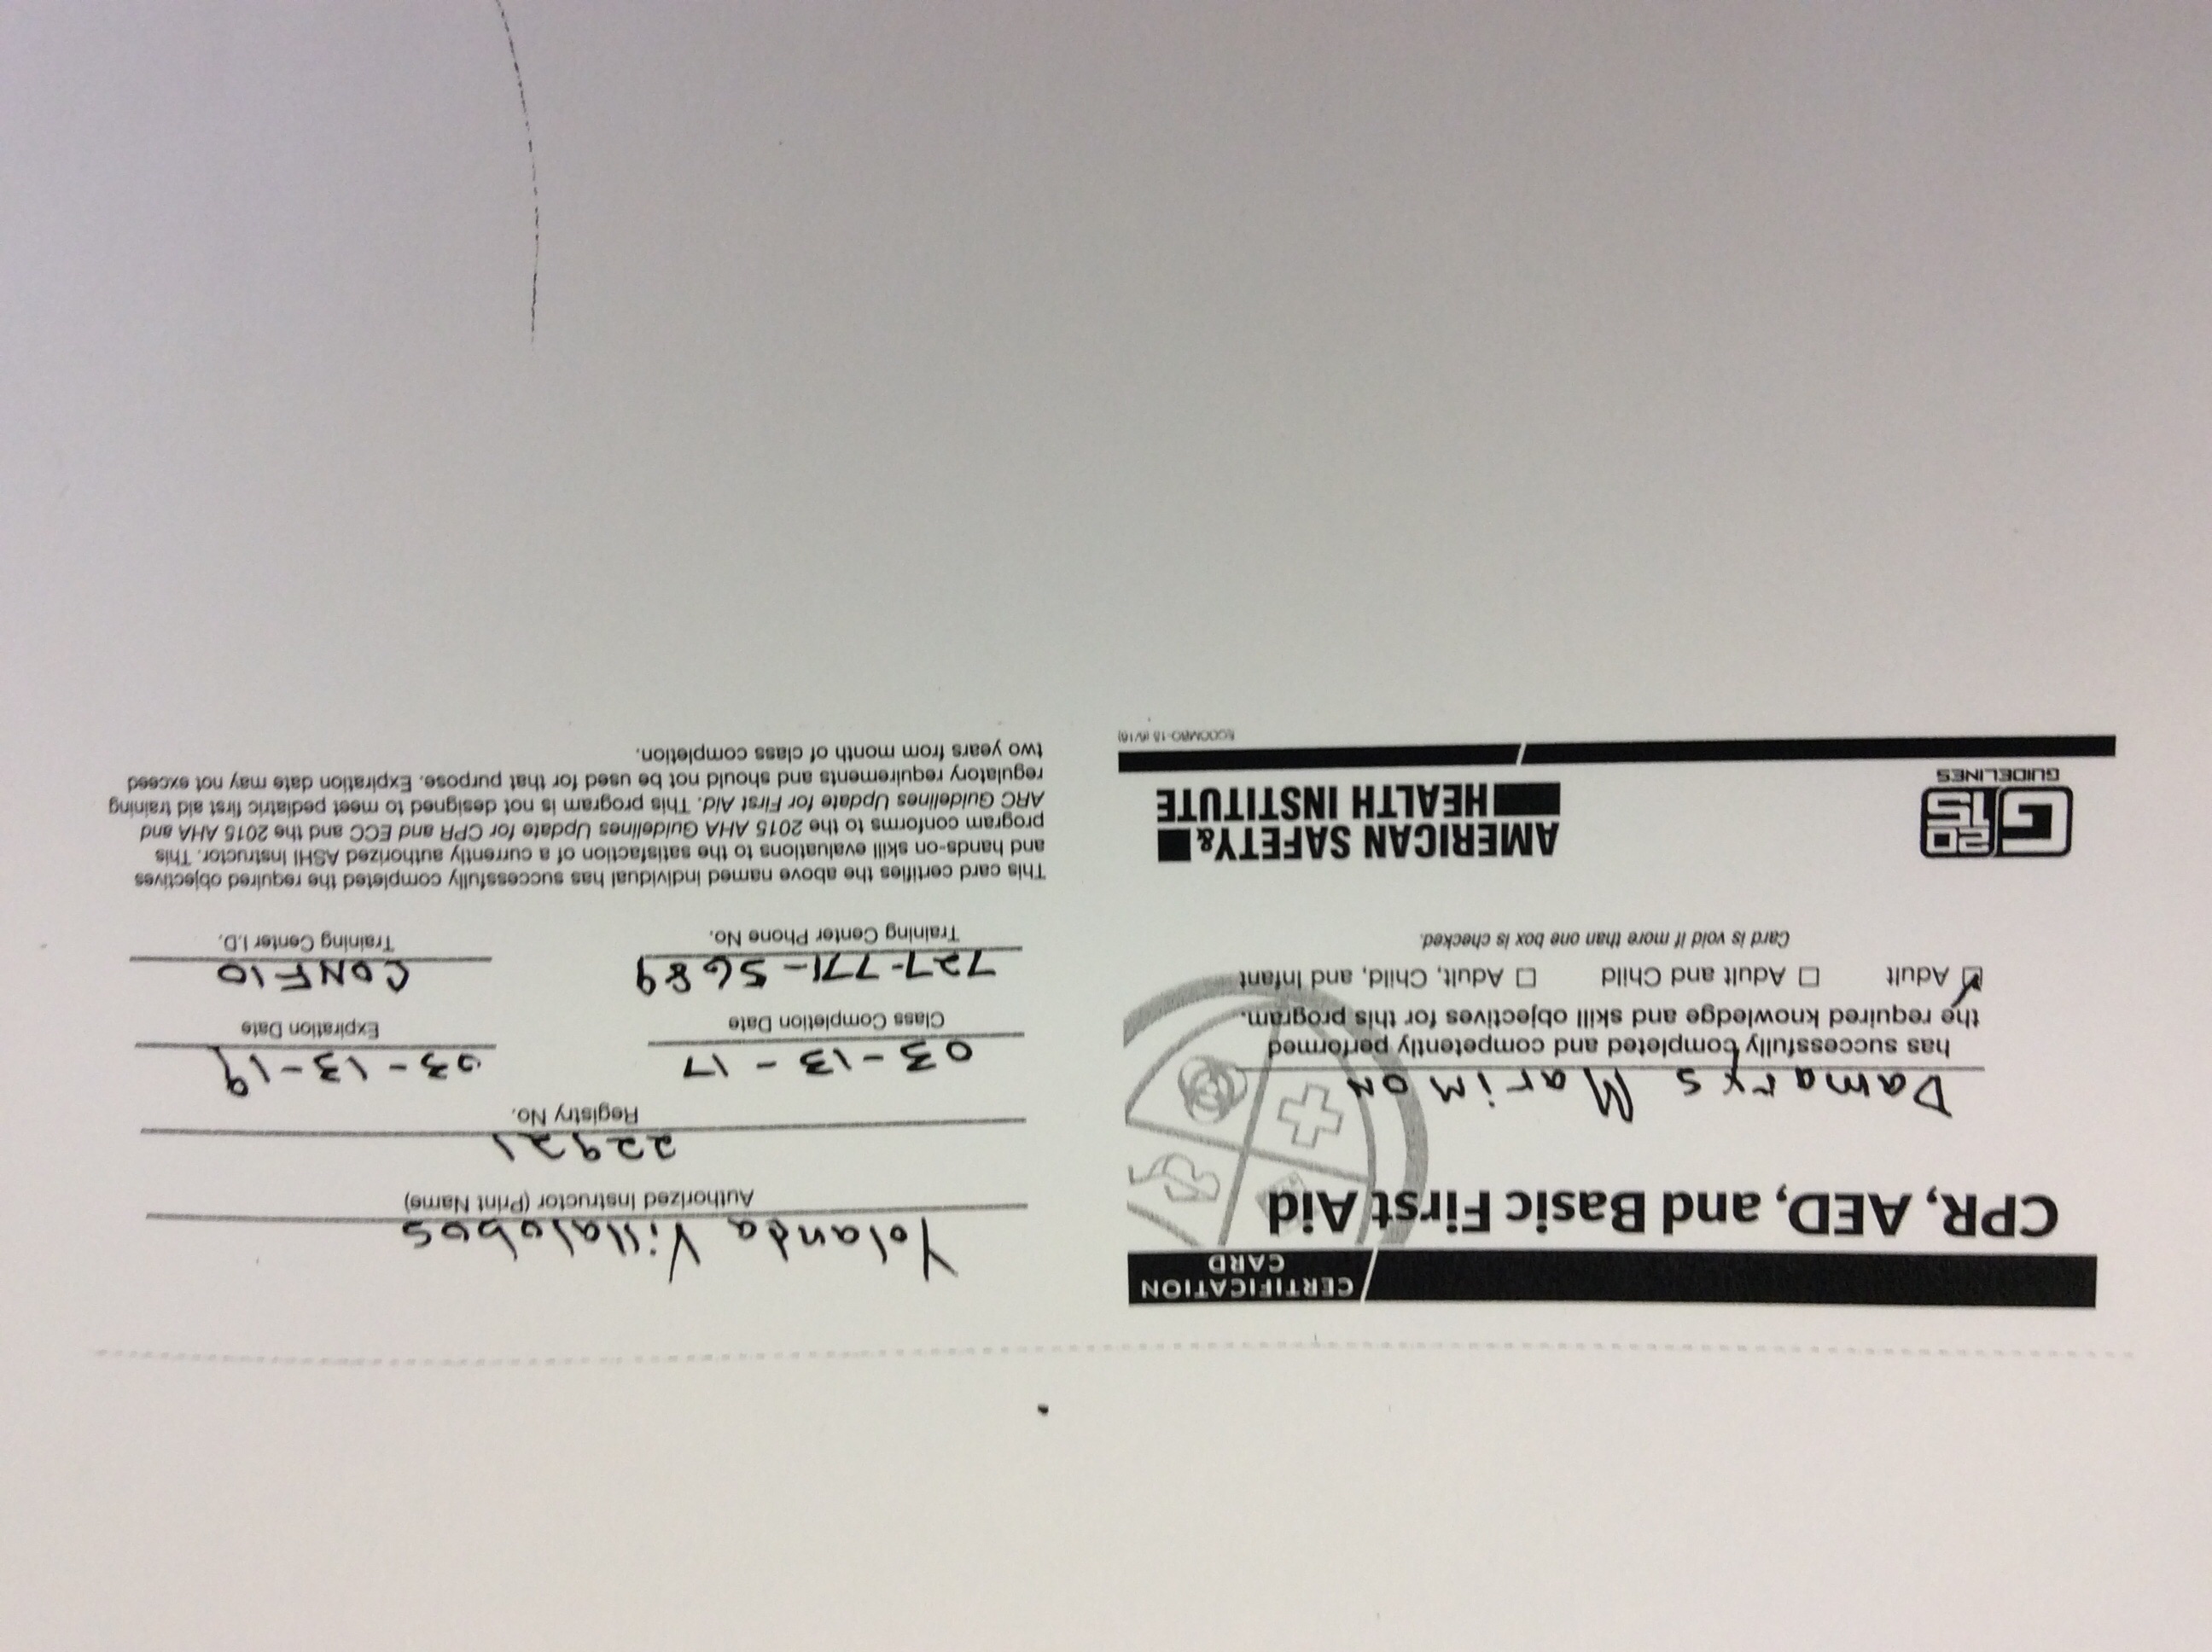 CERTIFICATION
CARD
CPR, AED, and Basic First Aid
Damarys Marimon
has successfully completed and competently performed
the required knowledge and skill objectives for this program.
☑ Adult ☐ Adult and Child ☐ Adult, Child, and Infant
Card is void if more than one box is checked.
G2015
GUIDELINES
AMERICAN SAFETY &
HEALTH INSTITUTE
Yolanda Villalobos
Authorized Instructor (Print Name)
22921
Registry No.
03-13-17 03-13-19
Class Completion Date Expiration Date
727-771-5689 CONF10
Training Center Phone No. Training Center I.D.
This card certifies the above named individual has successfully completed the required objectives
and hands-on skill evaluations to the satisfaction of a currently authorized ASHI Instructor. This
program conforms to the 2015 AHA Guidelines Update for CPR and ECC and the 2015 AHA and
ARC Guidelines Update for First Aid. This program is not designed to meet pediatric first aid training
regulatory requirements and should not be used for that purpose. Expiration date may not exceed
two years from month of class completion.